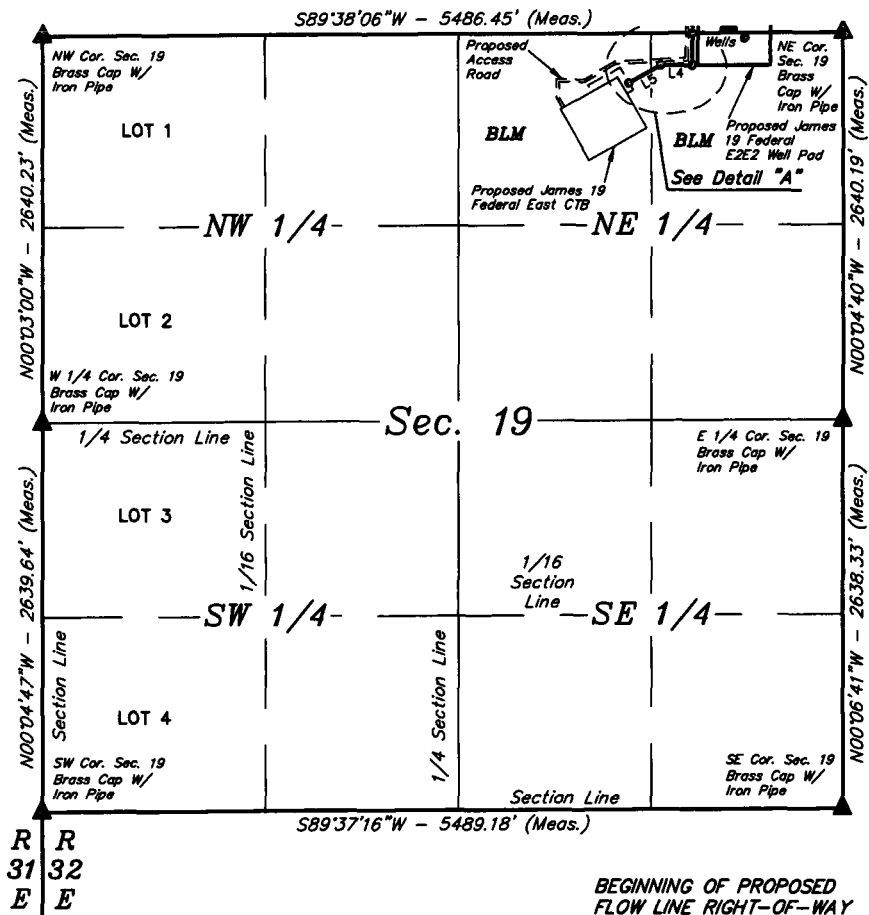 S89°38'06"W - 5486.45' (Meas.)
NW Cor. Sec. 19
Brass Cap W/
Iron Pipe
Proposed
Access
Road
Wells
NE Cor.
Sec. 19
Brass
Cap W/
Iron Pipe
L5
L4
LOT 1
BLM
BLM
Proposed James
19 Federal
E2E2 Well Pad
See Detail "A"
Proposed James 19
Federal East CTB
N00°03'00"W - 2640.23' (Meas.)
N00°04'40"W - 2640.19' (Meas.)
NW 1/4
NE 1/4
LOT 2
W 1/4 Cor. Sec. 19
Brass Cap W/
Iron Pipe
Sec. 19
1/4 Section Line
E 1/4 Cor. Sec. 19
Brass Cap W/
Iron Pipe
LOT 3
1/16 Section Line
1/16
Section
Line
N00°04'47"W - 2639.64' (Meas.)
N00°06'41"W - 2638.33' (Meas.)
SW 1/4
SE 1/4
Section Line
LOT 4
1/4 Section Line
SW Cor. Sec. 19
Brass Cap W/
Iron Pipe
SE Cor. Sec. 19
Brass Cap W/
Iron Pipe
Section Line
S89°37'16"W - 5489.18' (Meas.)
R R
31 32
E E
BEGINNING OF PROPOSED
FLOW LINE RIGHT-OF-WAY